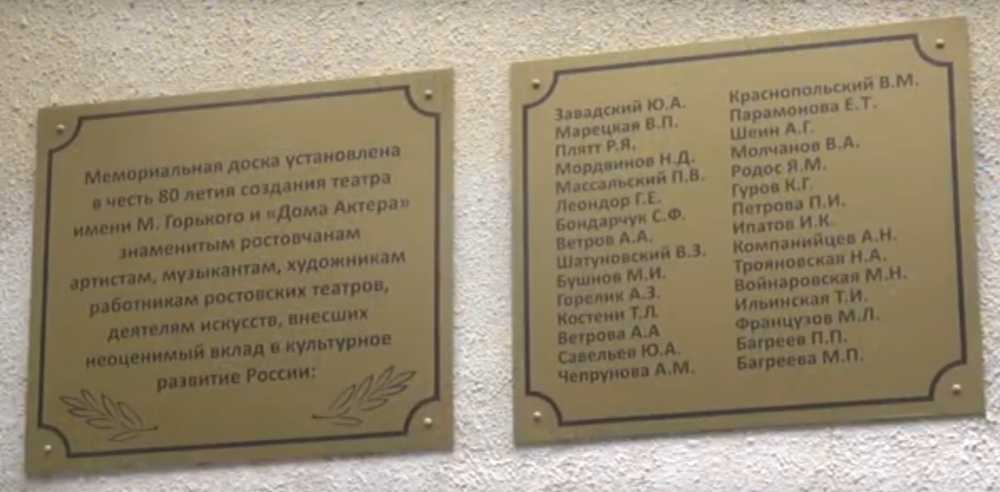 Мемориальная доска установлена
в честь 80 летия создания театра
имени М. Горького и «Дома Актера»
знаменитым ростовчанам
артистам, музыкантам, художникам
работникам ростовских театров,
деятелям искусств, внесших
неоценимый вклад в культурное
развитие России:
Завадский Ю.А.
Марецкая В.П.
Плятт Р.Я.
Мордвинов Н.Д.
Массальский П.В.
Леондор Г.Е.
Бондарчук С.Ф.
Ветров А.А.
Шатуновский В.З.
Бушнов М.И.
Горелик А.З.
Костени Т.Л.
Ветрова А.А
Савельев Ю.А.
Чепрунова А.М.
Краснопольский В.М.
Парамонова Е.Т.
Шеин А.Г.
Молчанов В.А.
Родос Я.М.
Гуров К.Г.
Петрова П.И.
Ипатов И.К.
Компанийцев А.Н.
Трояновская Н.А.
Войнаровская М.Н.
Ильинская Т.И.
Французов М.Л.
Багреев П.П.
Багреева М.П.